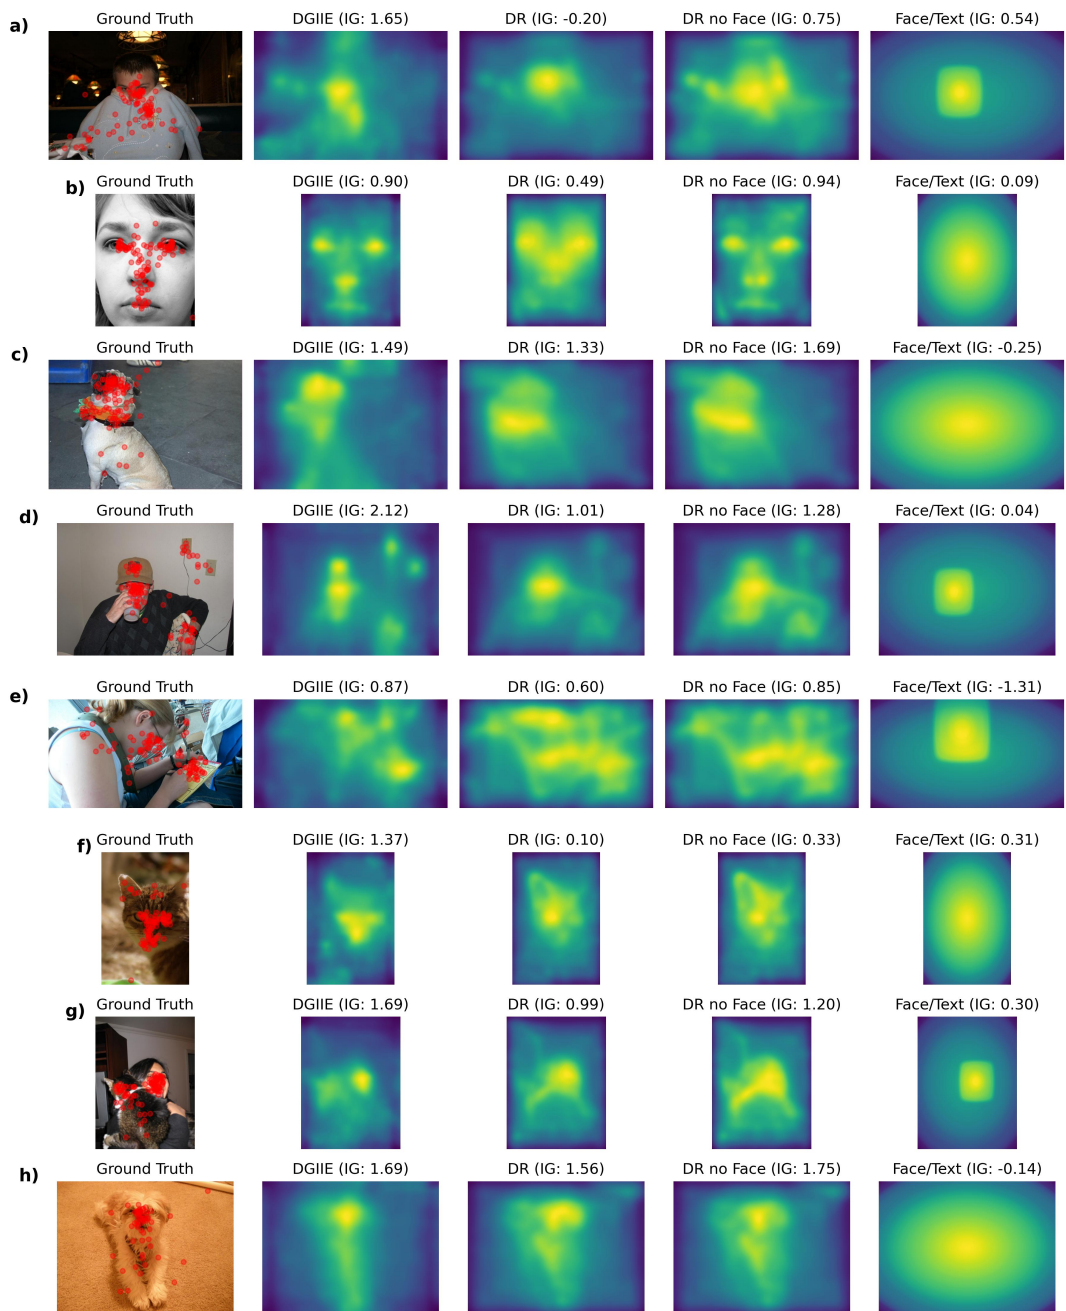 a) Ground Truth DGIIE (IG: 1.65) DR (IG: -0.20) DR no Face (IG: 0.75) Face/Text (IG: 0.54)
b) Ground Truth DGIIE (IG: 0.90) DR (IG: 0.49) DR no Face (IG: 0.94) Face/Text (IG: 0.09)
c) Ground Truth DGIIE (IG: 1.49) DR (IG: 1.33) DR no Face (IG: 1.69) Face/Text (IG: -0.25)
d) Ground Truth DGIIE (IG: 2.12) DR (IG: 1.01) DR no Face (IG: 1.28) Face/Text (IG: 0.04)
e) Ground Truth DGIIE (IG: 0.87) DR (IG: 0.60) DR no Face (IG: 0.85) Face/Text (IG: -1.31)
f) Ground Truth DGIIE (IG: 1.37) DR (IG: 0.10) DR no Face (IG: 0.33) Face/Text (IG: 0.31)
g) Ground Truth DGIIE (IG: 1.69) DR (IG: 0.99) DR no Face (IG: 1.20) Face/Text (IG: 0.30)
h) Ground Truth DGIIE (IG: 1.69) DR (IG: 1.56) DR no Face (IG: 1.75) Face/Text (IG: -0.14)